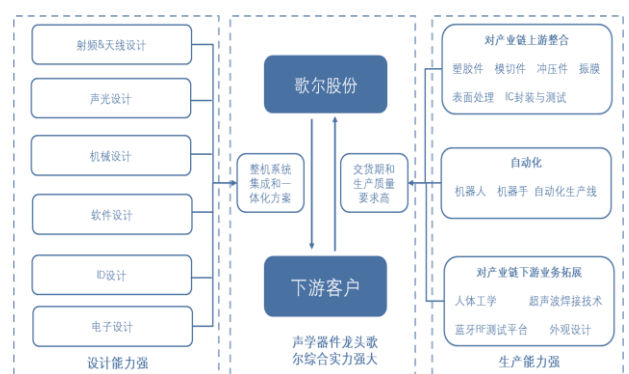 射频&天线设计
声光设计
机械设计
软件设计
ID设计
电子设计
设计能力强
歌尔股份
整机系统
集成和一
体化方案
交货期和
生产质量
要求高
下游客户
声学器件龙头歌
尔综合实力强大
对产业链上游整合
塑胶件 模切件 冲压件 振膜
表面处理 IC封装与测试
自动化
机器人 机器手 自动化生产线
对产业链下游业务拓展
人体工学 超声波焊接技术
蓝牙RF测试平台 外观设计
生产能力强